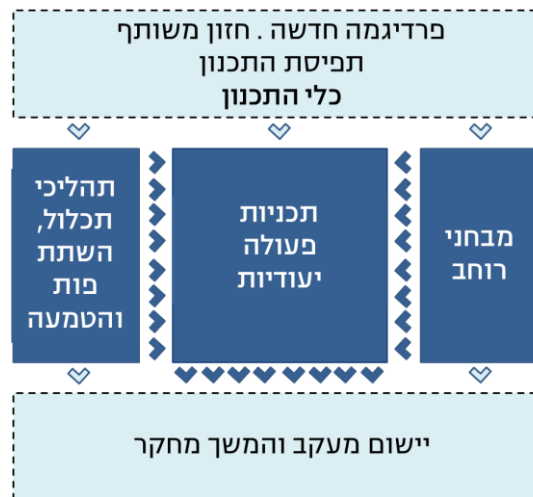 פרדיגמה חדשה . חזון משותף
תפיסת התכנון
כלי התכנון
מבחני
רוחב
תכניות
פעולה
יעודיות
תהליכי
תכלול,
השתת
פות
והטמעה
יישום מעקב והמשך מחקר